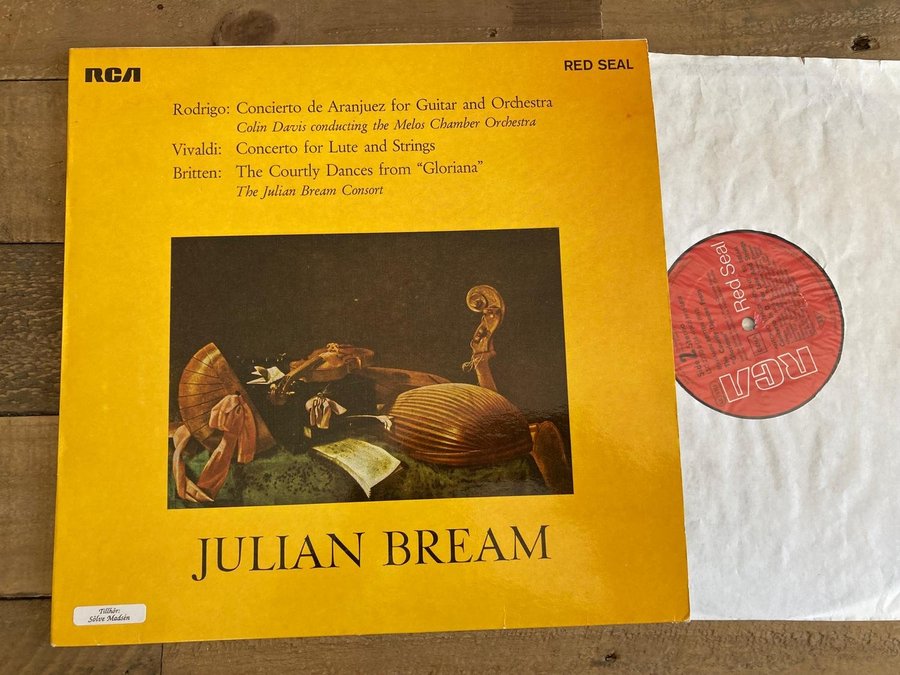 RCA
RED SEAL
Rodrigo: Concierto de Aranjuez for Guitar and Orchestra
Colin Davis conducting the Melos Chamber Orchestra
Vivaldi: Concerto for Lute and Strings
Britten: The Courtly Dances from “Gloriana”
The Julian Bream Consort
JULIAN BREAM
Tillhör:
Sölve Madsén
RCA
Red Seal
2